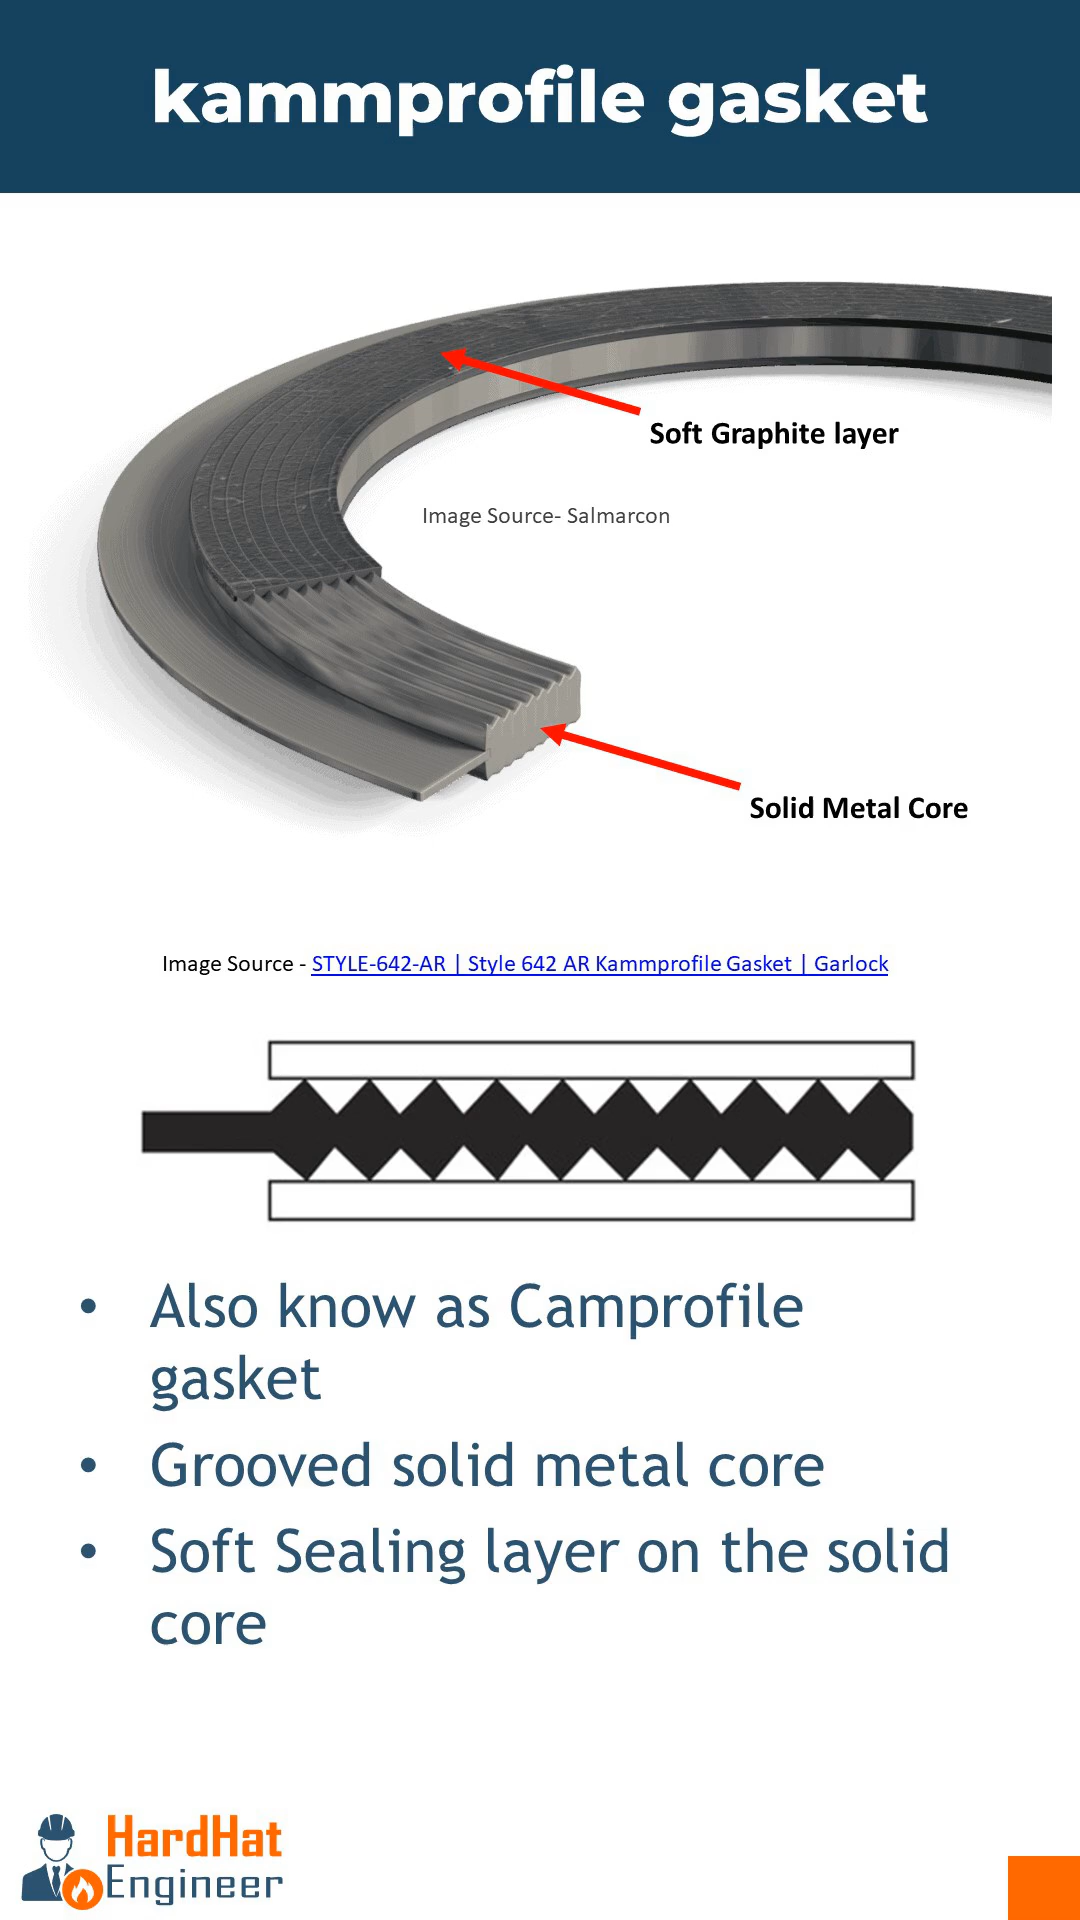 kammprofile gasket
Soft Graphite layer
Image Source- Salmarcon
Solid Metal Core
Image Source - STYLE-642-AR | Style 642 AR Kammprofile Gasket | Garlock
• Also know as Camprofile
gasket
• Grooved solid metal core
• Soft Sealing layer on the solid
core
HardHat
Engineer